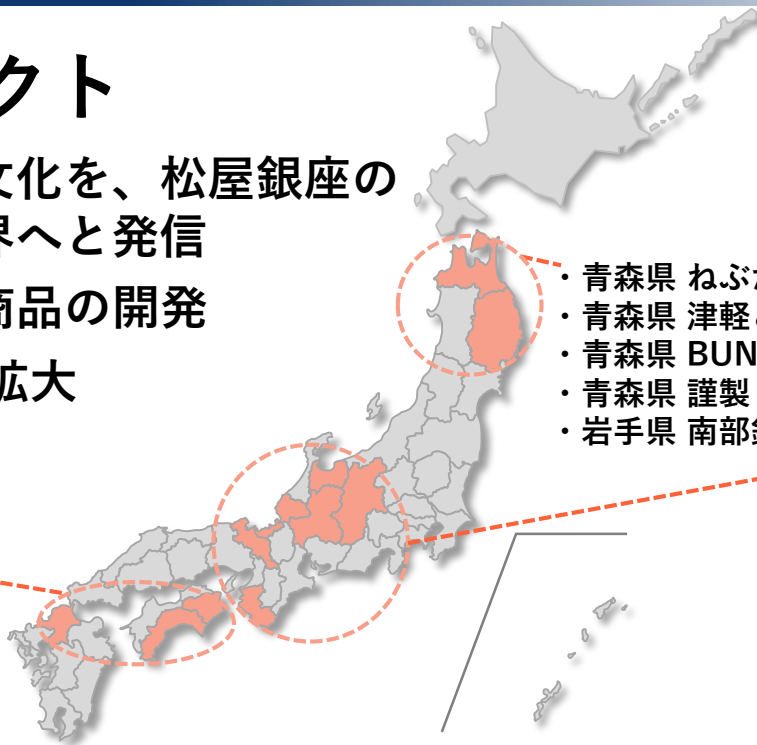 クト
文化を、松屋銀座の
界へと発信
商品の開発
拡大
・青森県 ねぶ
・青森県 津軽
・青森県 BUN
・青森県 謹製
・岩手県 南部